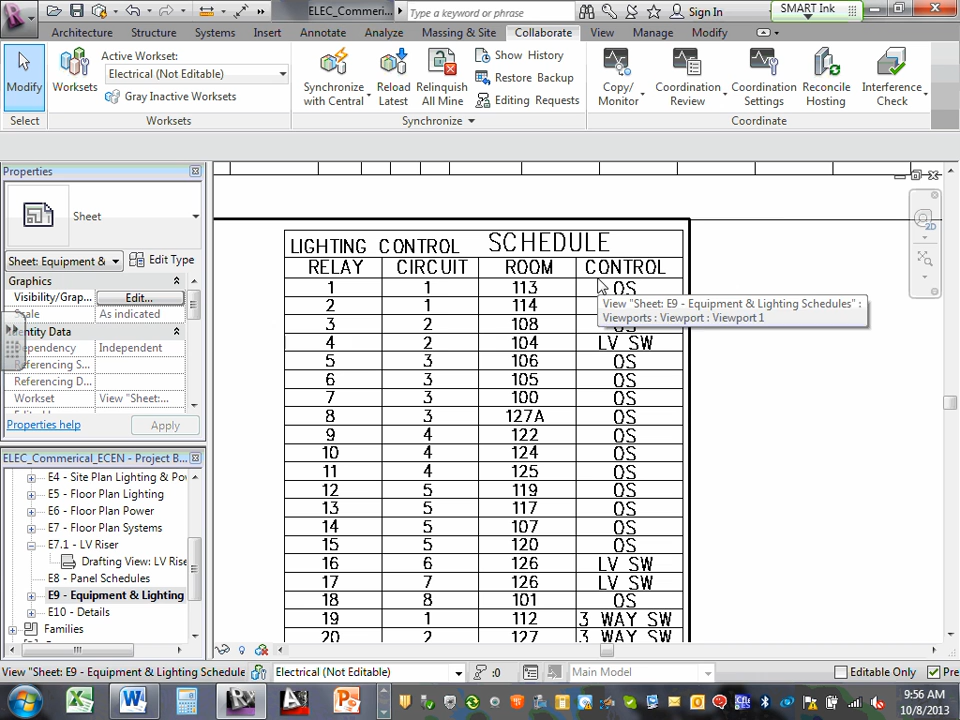 ELEC_Commeri...
Type a keyword or phrase
Sign In
SMART Ink
Architecture Structure Systems Insert Annotate Analyze Massing & Site Collaborate View Manage Modify
Modify
Select
Worksets
Active Workset:
Electrical (Not Editable)
Gray Inactive Worksets
Worksets
Synchronize with Central
Reload Latest
Relinquish All Mine
Show History
Restore Backup
Editing Requests
Synchronize
Copy/ Monitor
Coordination Review
Coordination Settings
Reconcile Hosting
Interference Check
Coordinate
Properties
Sheet
Sheet: Equipment &
Edit Type
Graphics
Visibility/Grap... Edit...
Scale As indicated
Identity Data
Dependency Independent
Referencing S...
Referencing D...
Workset View "Sheet:...
Properties help Apply
ELEC_Commerical_ECEN - Project B...
E4 - Site Plan Lighting & Po
E5 - Floor Plan Lighting
E6 - Floor Plan Power
E7 - Floor Plan Systems
E7.1 - LV Riser
Drafting View: LV Rise
E8 - Panel Schedules
E9 - Equipment & Lighting
E10 - Details
Families
LIGHTING CONTROL SCHEDULE
RELAY CIRCUIT ROOM CONTROL
1 1 113 OS
2 1 114
3 2 108
4 2 104 LV SW
5 3 106 OS
6 3 105 OS
7 3 100 OS
8 3 127A OS
9 4 122 OS
10 4 124 OS
11 4 125 OS
12 5 119 OS
13 5 117 OS
14 5 107 OS
15 5 120 OS
16 6 126 LV SW
17 7 126 LV SW
18 8 101 OS
19 1 112 3 WAY SW
20 2 127 3 WAY SW
View "Sheet: E9 - Equipment & Lighting Schedules" :
Viewports : Viewport : Viewport 1
2D
View "Sheet: E9 - Equipment & Lighting Schedule
Electrical (Not Editable)
:0
Main Model
Editable Only
Pre
9:56 AM
10/8/2013